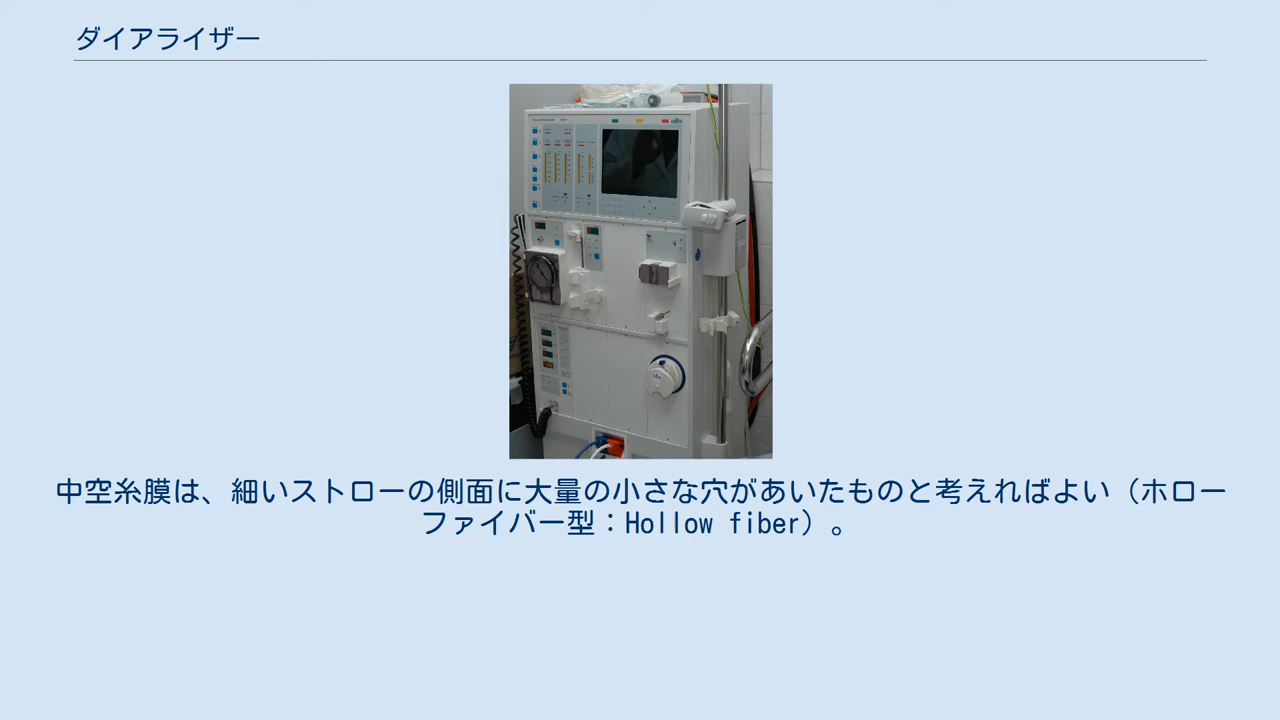 ダイアライザー
中空糸膜は、細いストローの側面に大量の小さな穴があいたものと考えればよい（ホロー
ファイバー型：Hollow fiber）。